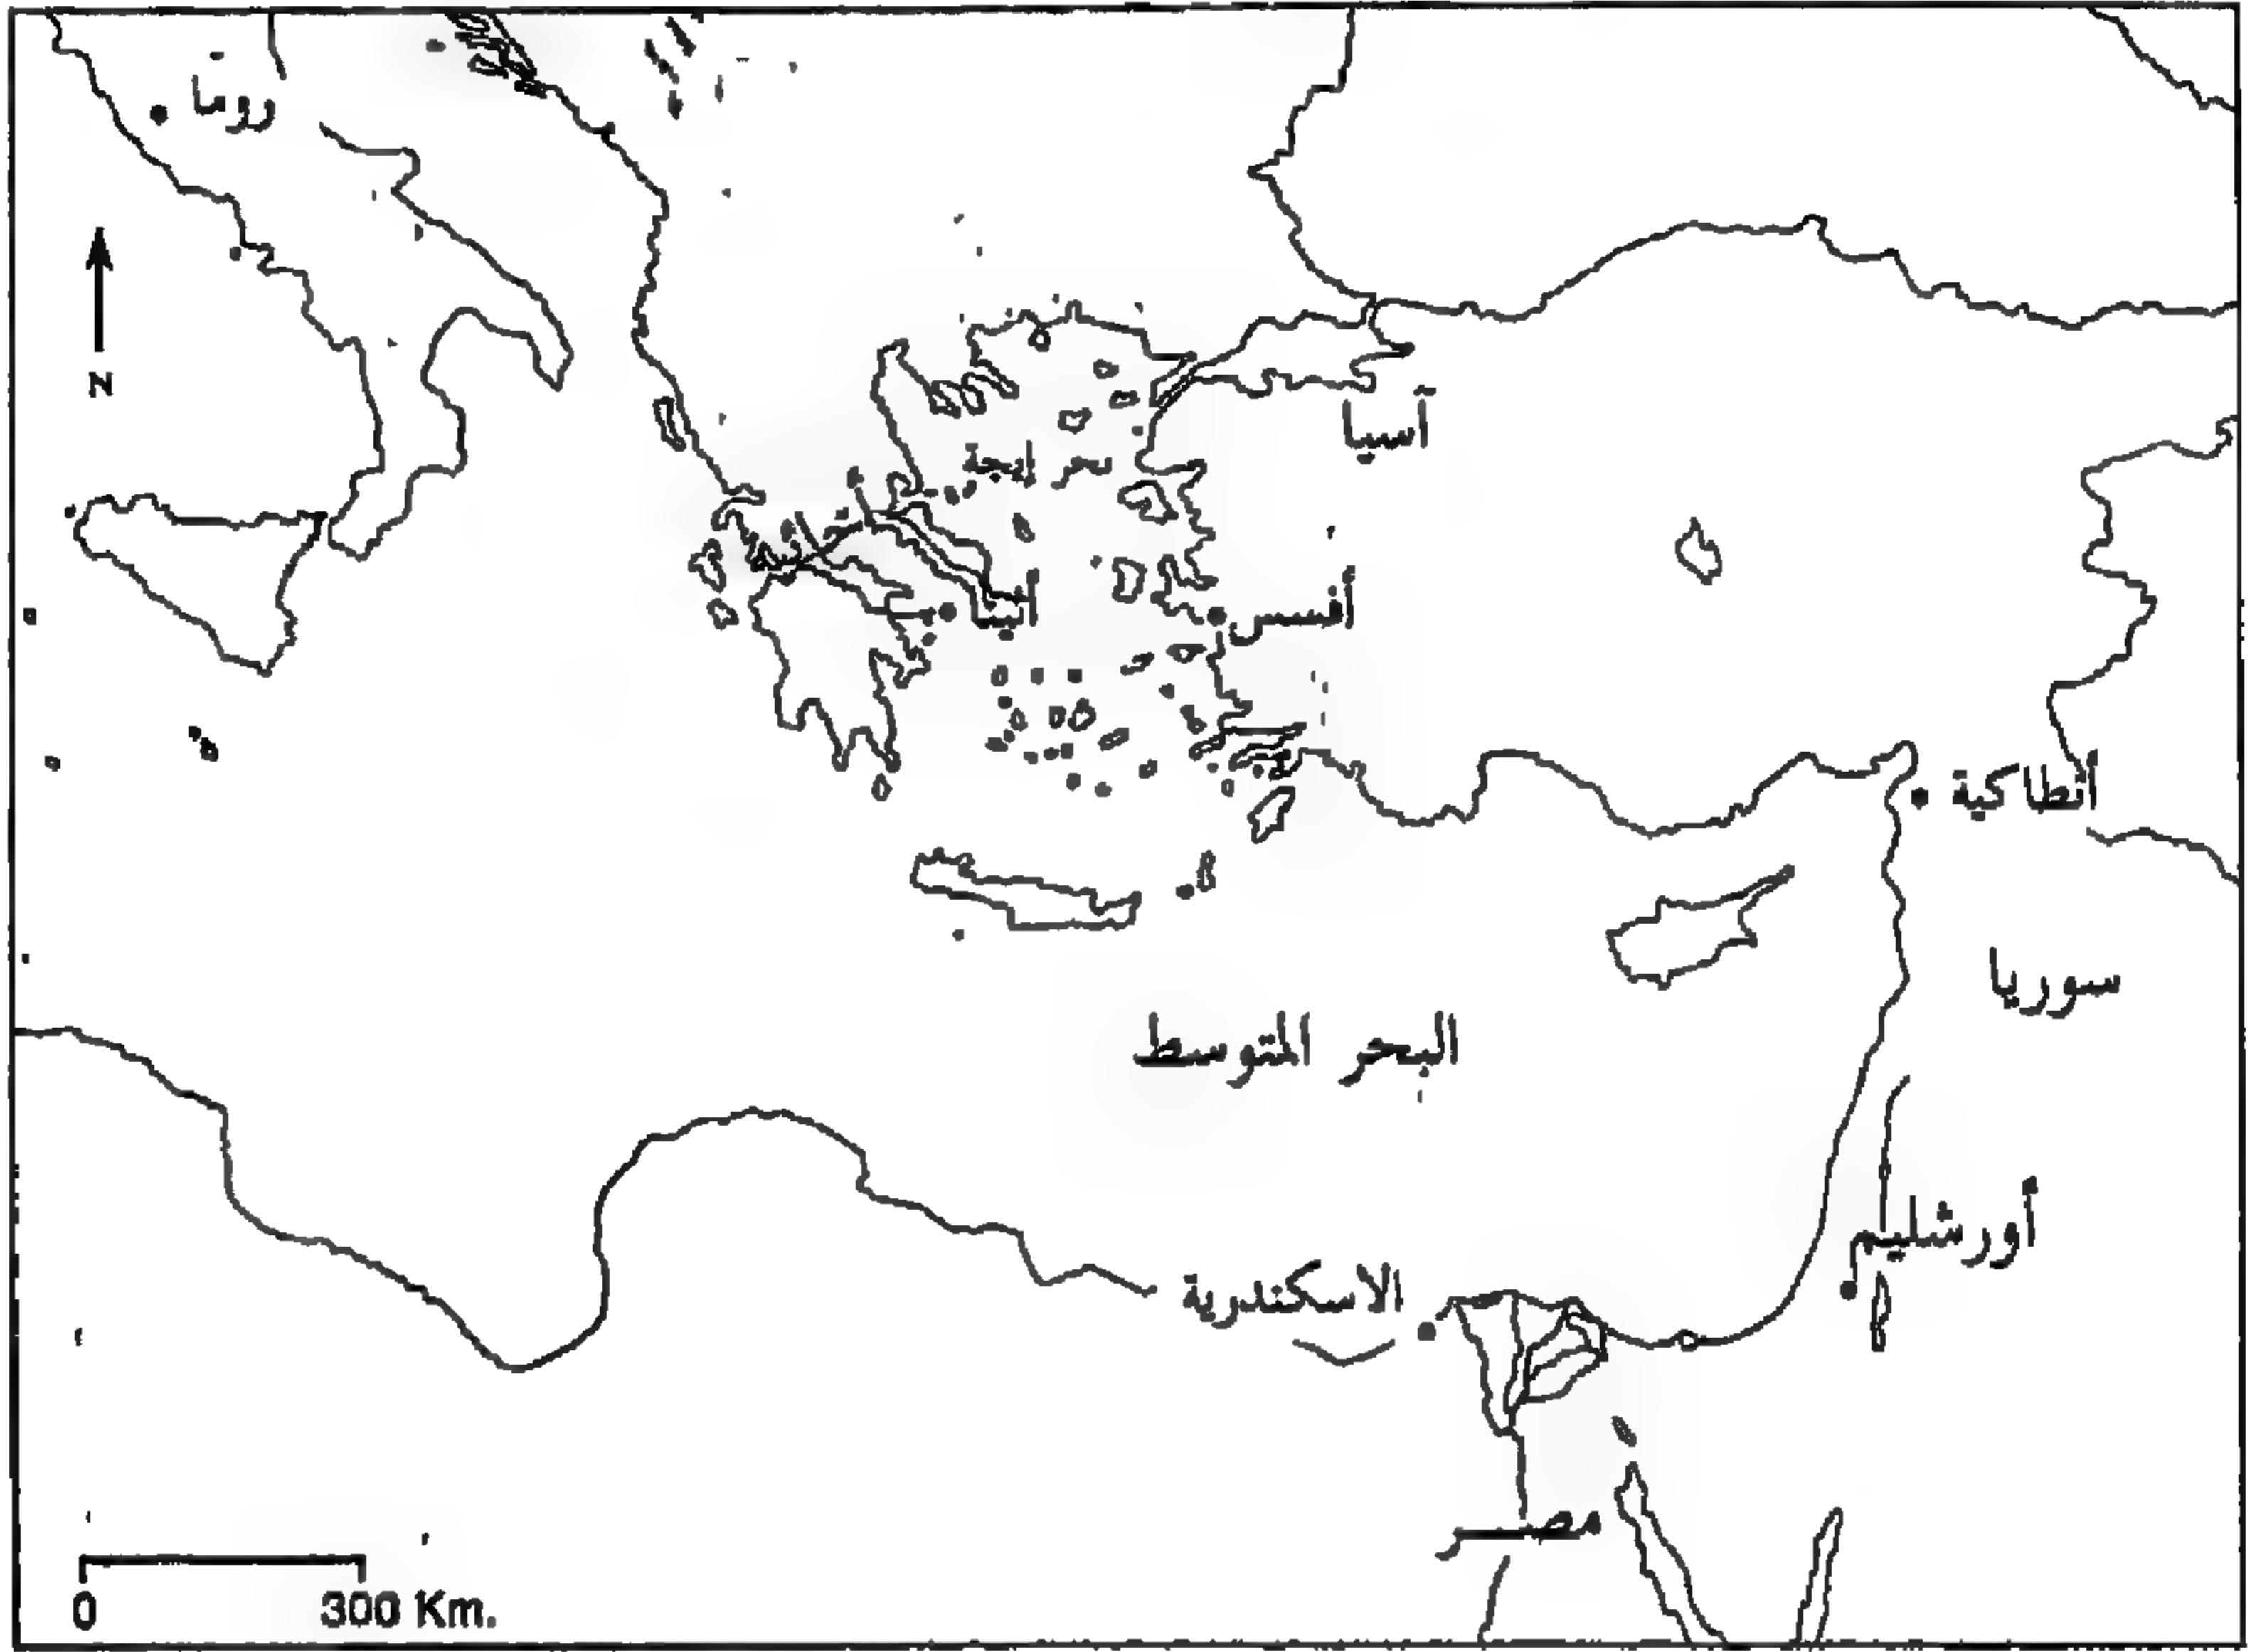 روما
N
آسيا
بحر إيجة
أفسس
أثينا
أنطاكية
سوريا
البحر المتوسط
أورشليم
الاسكندرية
مصر
0
300 Km.